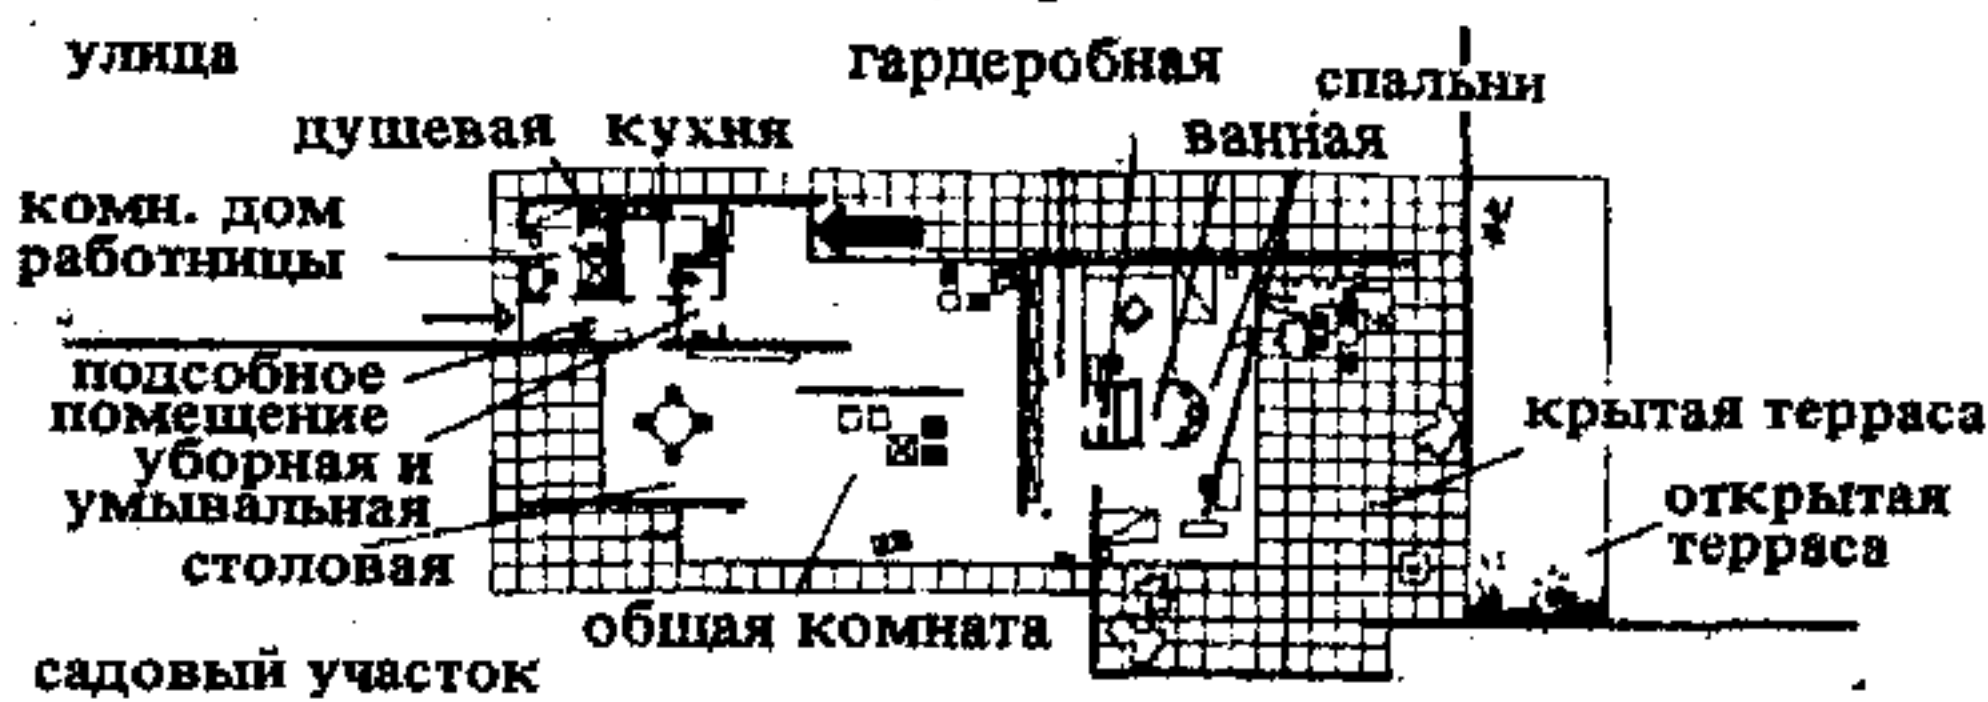 улица
гардеробная
спальни
душевая
кухня
ванная
комн. дом
работницы
подсобное
помещение
уборная и
умывальная
столовая
крытая терраса
открытая
терраса
общая комната
садовый участок